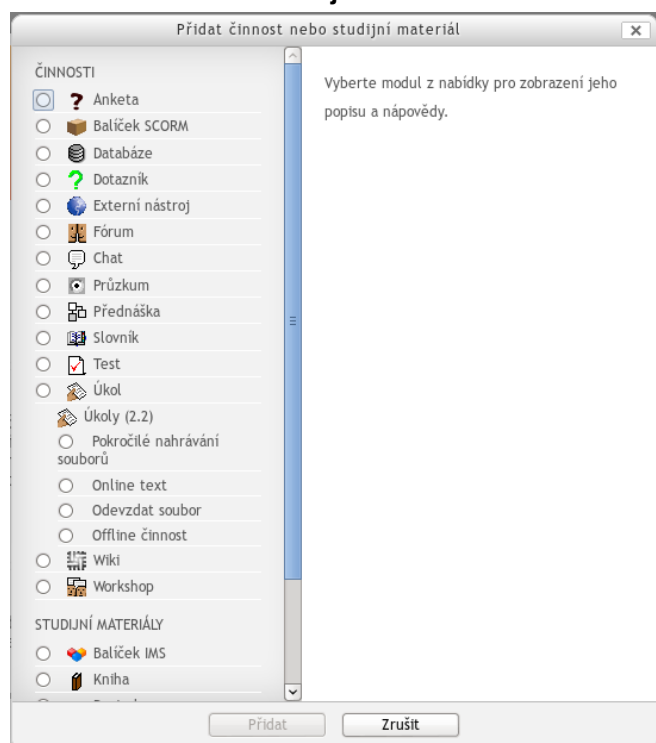 Přidat činnost nebo studijní materiál
ČINNOSTI
Anketa
Balíček SCORM
Databáze
Dotazník
Externí nástroj
Fórum
Chat
Průzkum
Přednáška
Slovník
Test
Úkol
Úkoly (2.2)
Pokročilé nahrávání
souborů
Online text
Odevzdat soubor
Offline činnost
Wiki
Workshop
STUDIJNÍ MATERIÁLY
Balíček IMS
Kniha
Vyberte modul z nabídky pro zobrazení jeho
popisu a nápovědy.
Přidat
Zrušit